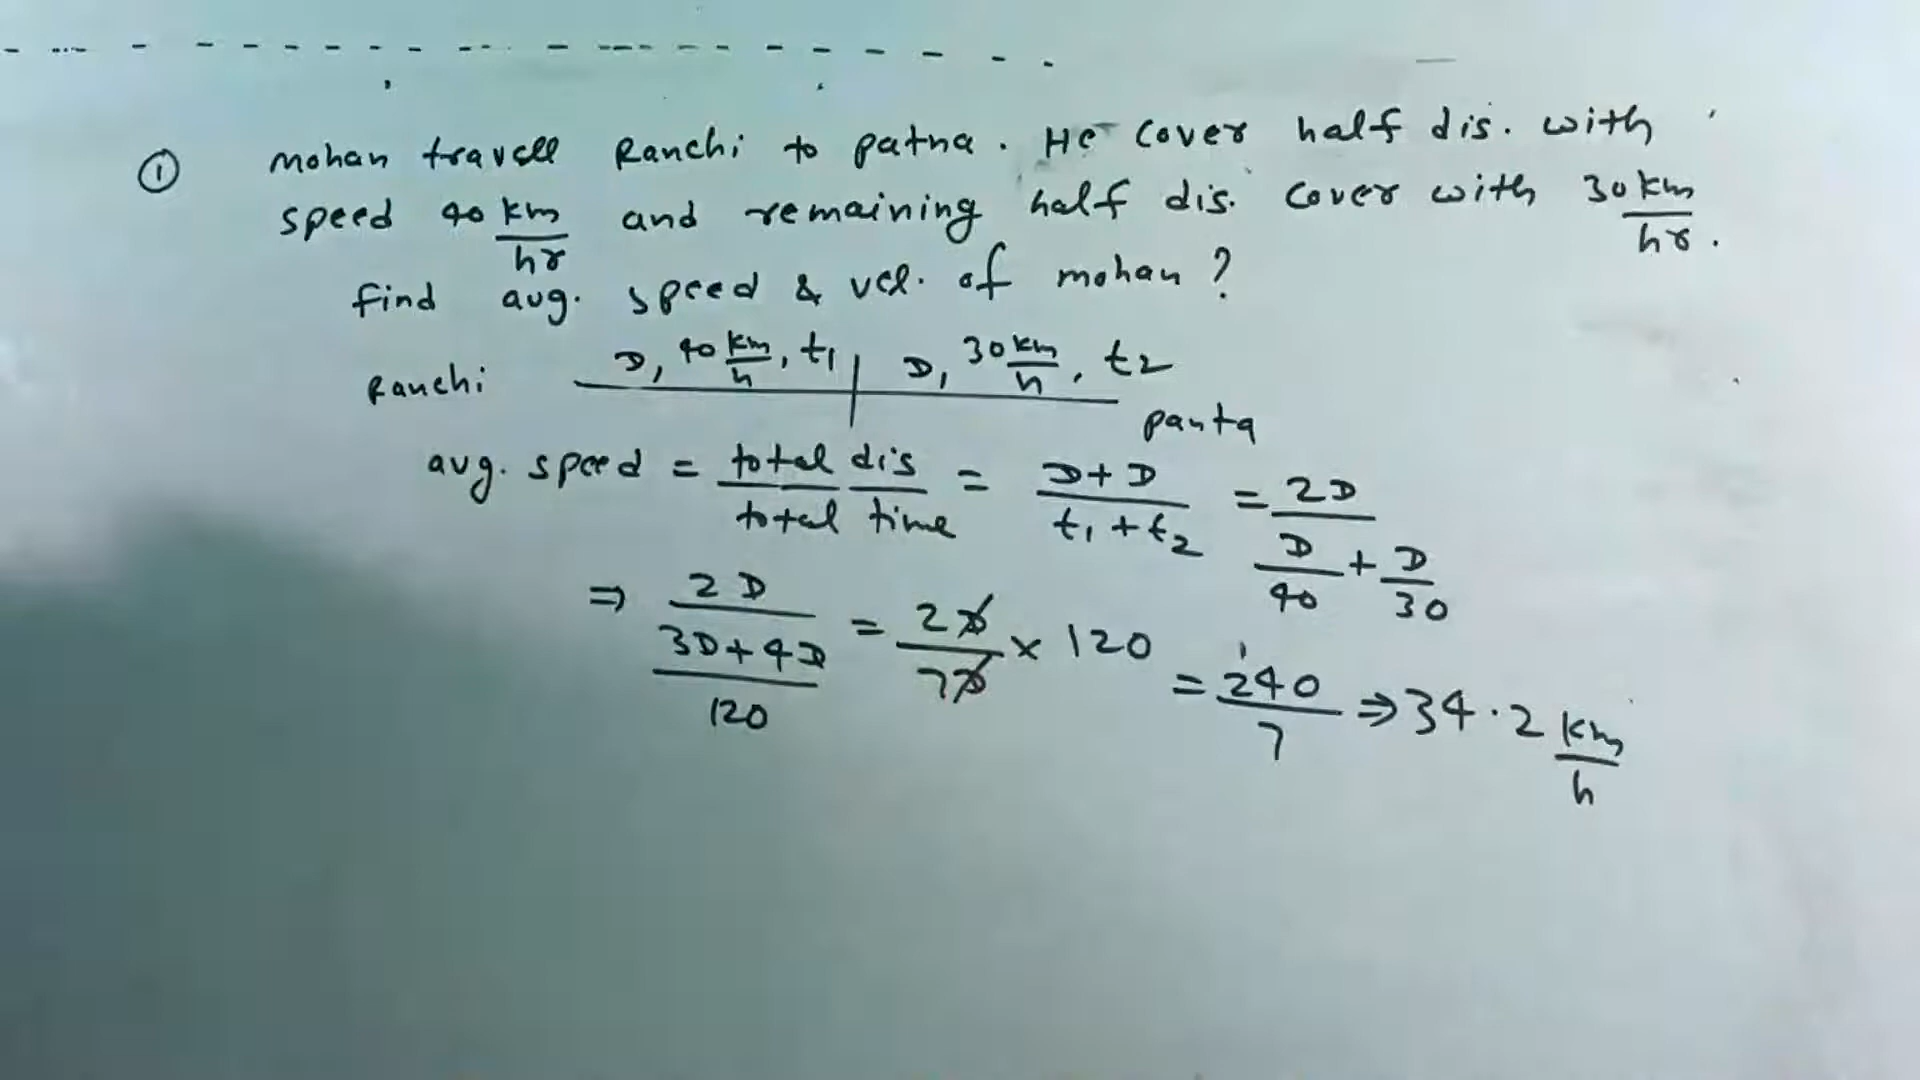 ① Mohan travell Ranchi to patna. He cover half dis. with
speed 40 km/hr and remaining half dis. cover with 30 km/hr.
find avg. speed & vel. of mohan?
Ranchi D, 40 km/h, t1 | D, 30 km/h, t2 panta
avg. speed = total dis / total time = D+D / t1+t2 = 2D / D/40 + D/30
⇒ 2D / 3D+4D/120 = 2D/7D × 120 = 240/7 ⇒ 34.2 km/h